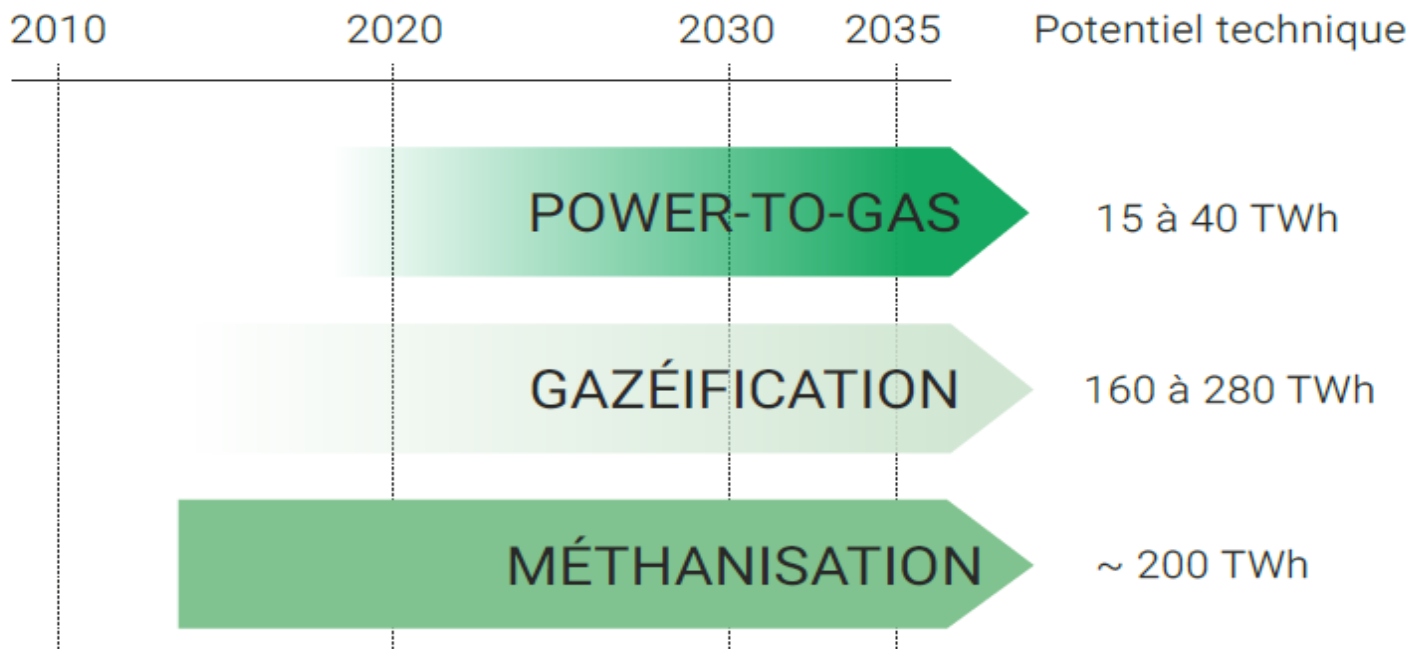 2010 2020 2030 2035 Potentiel technique
POWER-TO-GAS 15 à 40 TWh
GAZÉIFICATION 160 à 280 TWh
MÉTHANISATION ~ 200 TWh